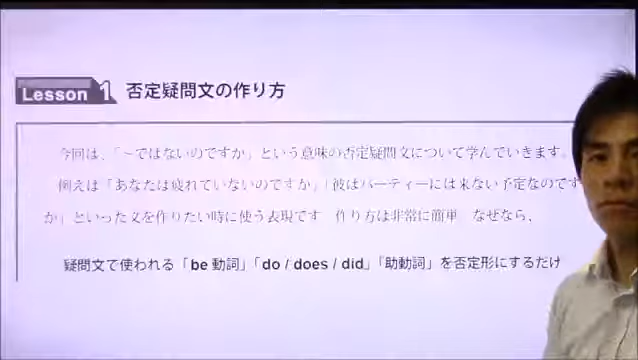 Lesson 1 否定疑問文の作り方
今回は、「~ではないのですか」という意味の否定疑問文について学んでいきます。
例えば「あなたは疲れていないのですか」「彼はパーティーには来ない予定なのです
か」といった文を作りたい時に使う表現です 作り方は非常に簡単 なぜなら、
疑問文で使われる「be 動詞」「do / does / did」「助動詞」を否定形にするだけ